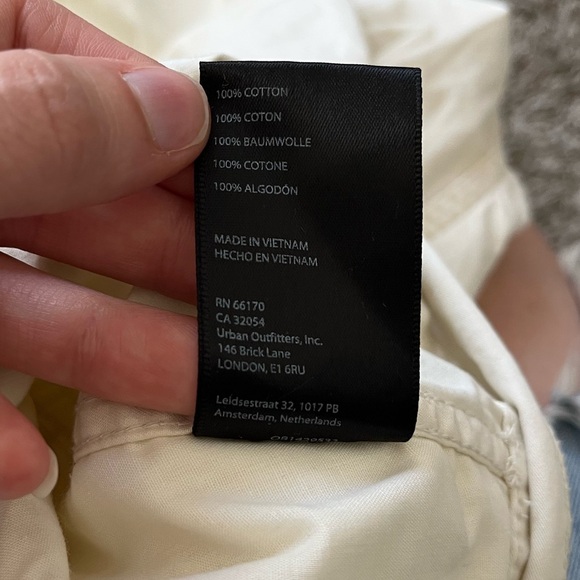 100% COTTON
100% COTON
100% BAUMWOLLE
100% COTONE
100% ALGODÓN
MADE IN VIETNAM
HECHO EN VIETNAM
RN 66170
CA 32054
Urban Outfitters, Inc.
146 Brick Lane
LONDON, E1 6RU
Leidsestraat 32, 1017 PB
Amsterdam, Netherlands